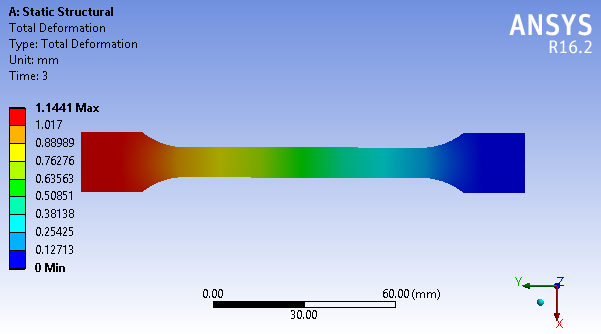 A: Static Structural
Total Deformation
Type: Total Deformation
Unit: mm
Time: 3
ANSYS
R16.2
1.1441 Max
1.017
0.88989
0.76276
0.63563
0.50851
0.38138
0.25425
0.12713
0 Min
0.00
60.00 (mm)
30.00
Y
Z
X